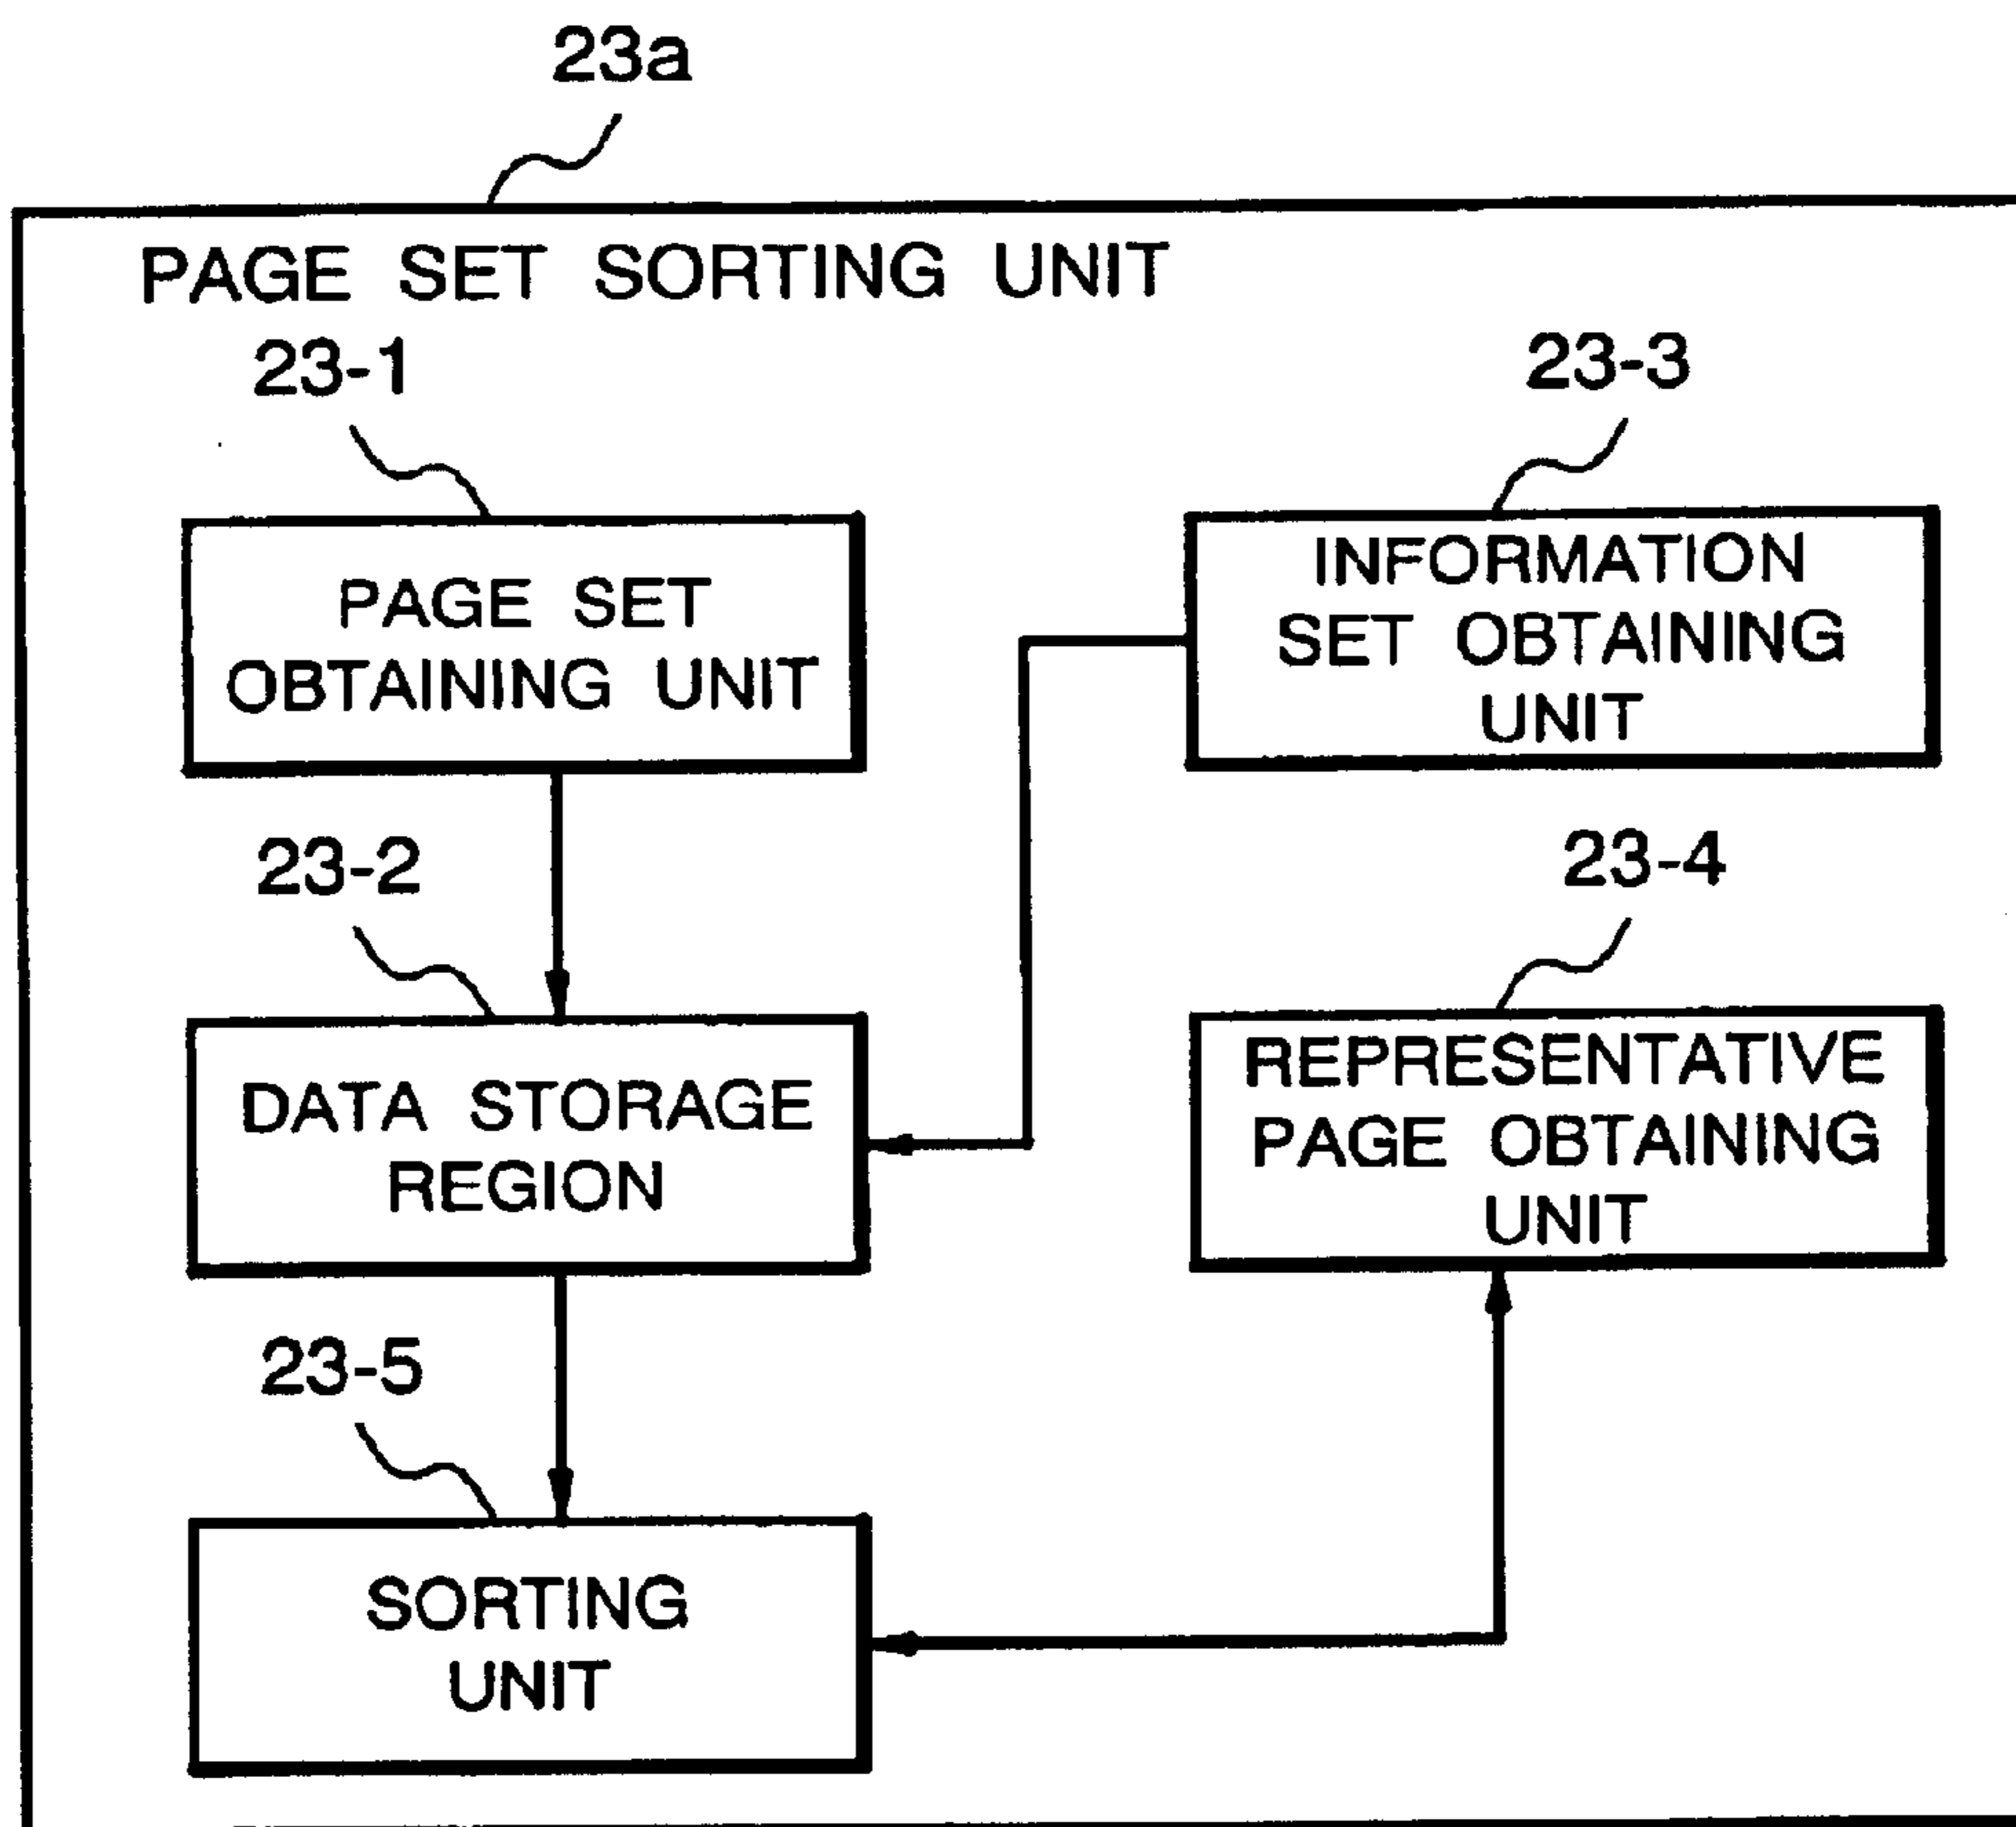 23a
PAGE SET SORTING UNIT
23-1
23-3
PAGE SET
OBTAINING UNIT
INFORMATION
SET OBTAINING
UNIT
23-2
23-4
DATA STORAGE
REGION
REPRESENTATIVE
PAGE OBTAINING
UNIT
23-5
SORTING
UNIT